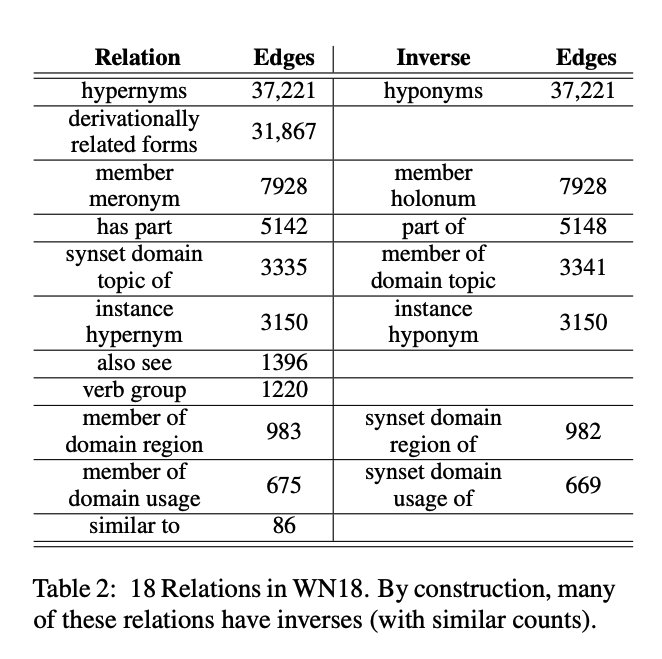 Relation Edges Inverse Edges
hypernyms 37,221 hyponyms 37,221
derivationally
related forms 31,867
member member
meronym 7928 holonum 7928
has part 5142 part of 5148
synset domain member of
topic of 3335 domain topic 3341
instance instance
hypernym 3150 hyponym 3150
also see 1396
verb group 1220
member of synset domain
domain region 983 region of 982
member of synset domain
domain usage 675 usage of 669
similar to 86
Table 2: 18 Relations in WN18. By construction, many
of these relations have inverses (with similar counts).